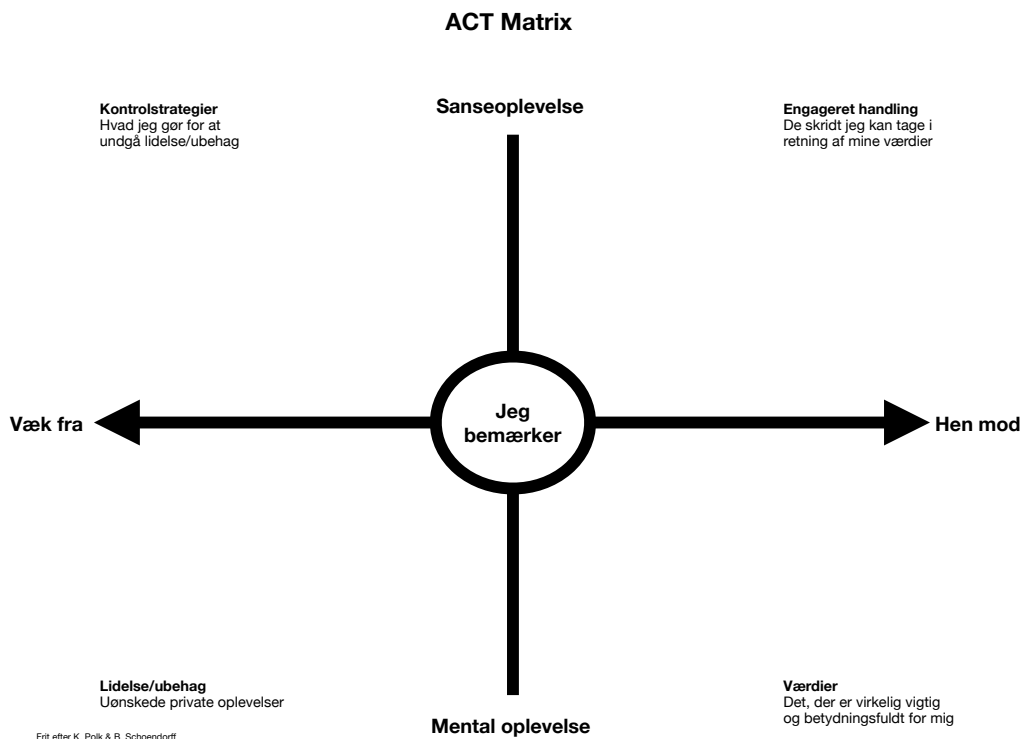 ACT Matrix
Kontrolstrategier
Hvad jeg gør for at
undgå lidelse/ubehag
Sanseoplevelse
Engageret handling
De skridt jeg kan tage i
retning af mine værdier
Væk fra
Jeg
bemærker
Hen mod
Lidelse/ubehag
Uønskede private oplevelser
Mental oplevelse
Værdier
Det, der er virkelig vigtig
og betydningsfuldt for mig
Frit efter K. Polk & B. Schoendorff